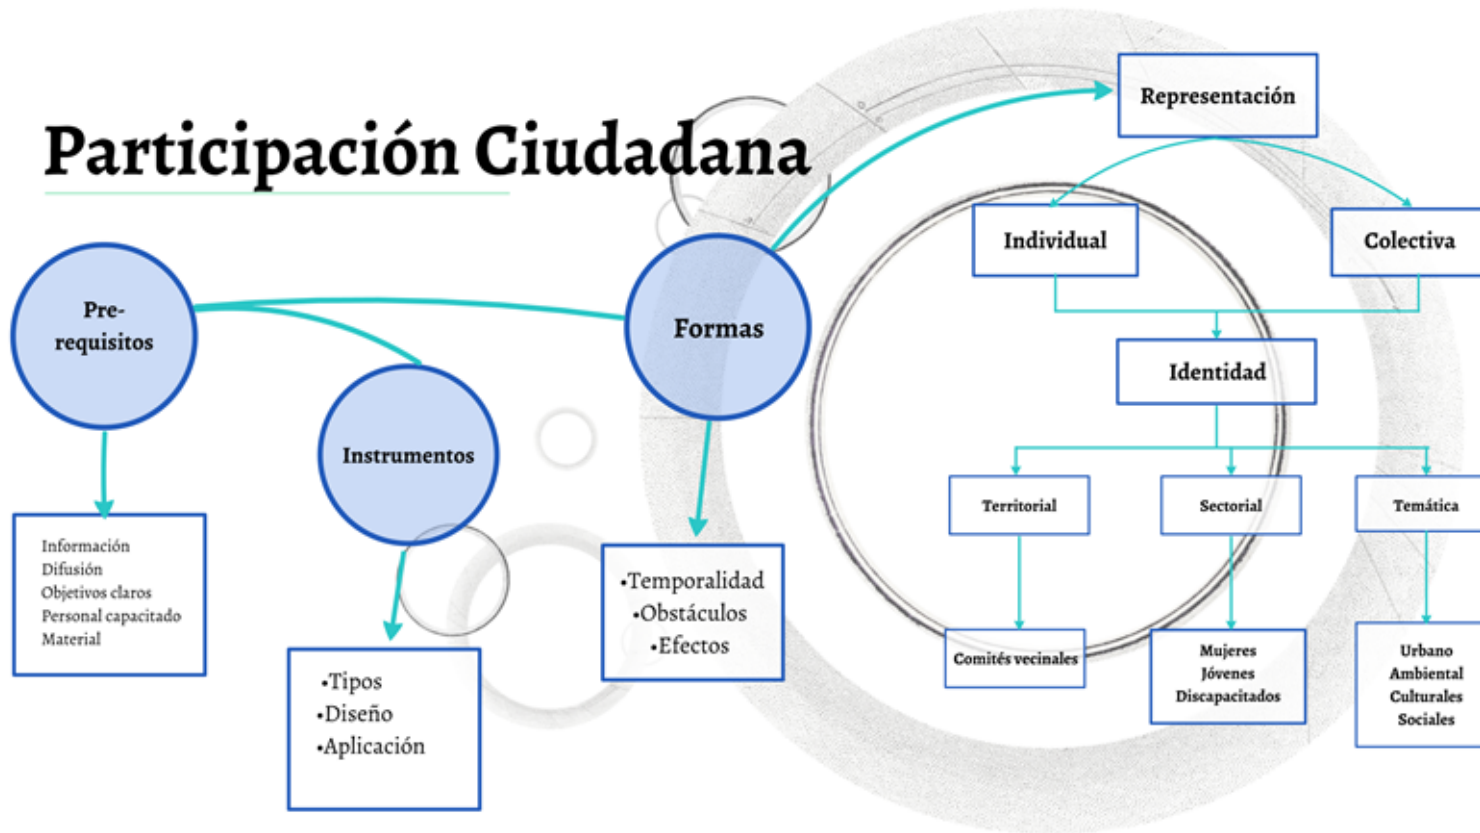 Participación Ciudadana
Pre-
requisitos
Información
Difusión
Objetivos claros
Personal capacitado
Material
Instrumentos
•Tipos
•Diseño
•Aplicación
Formas
•Temporalidad
•Obstáculos
•Efectos
Representación
Individual
Colectiva
Identidad
Territorial
Sectorial
Temática
Comités vecinales
Mujeres
Jóvenes
Discapacitados
Urbano
Ambiental
Culturales
Sociales